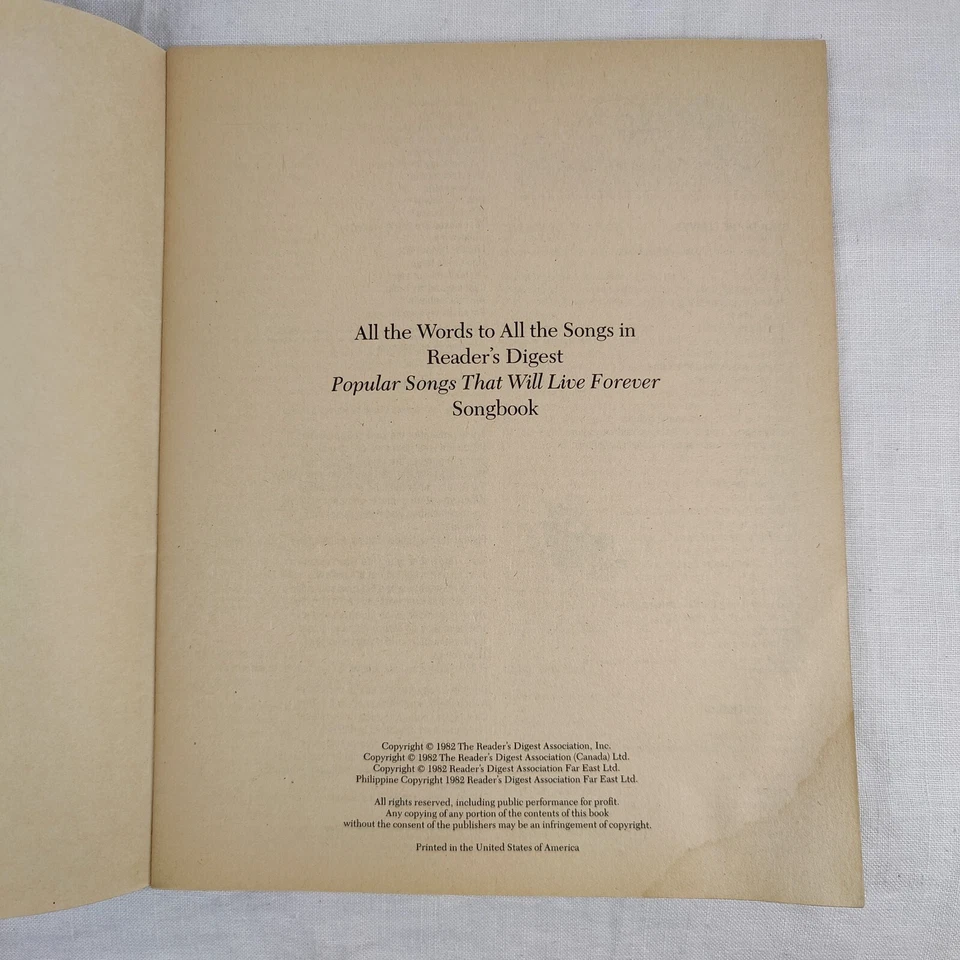 All the Words to All the Songs in
Reader's Digest
Popular Songs That Will Live Forever
Songbook
Copyright © 1982 The Reader's Digest Association, Inc.
Copyright © 1982 The Reader's Digest Association (Canada) Ltd.
Copyright © 1982 Reader's Digest Association Far East Ltd.
Philippine Copyright 1982 Reader's Digest Association Far East Ltd.
All rights reserved, including public performance for profit.
Any copying of any portion of the contents of this book
without the consent of the publishers may be an infringement of copyright.
Printed in the United States of America